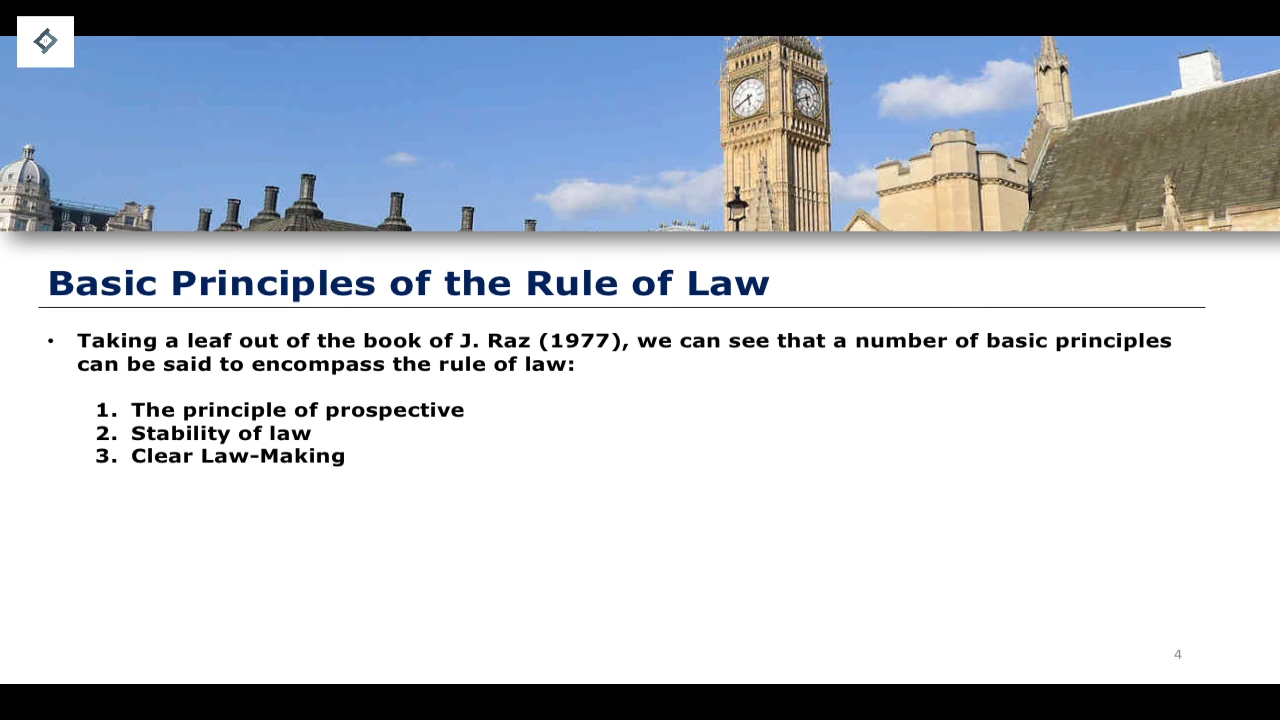 Basic Principles of the Rule of Law
• Taking a leaf out of the book of J. Raz (1977), we can see that a number of basic principles
can be said to encompass the rule of law:
1. The principle of prospective
2. Stability of law
3. Clear Law-Making
4